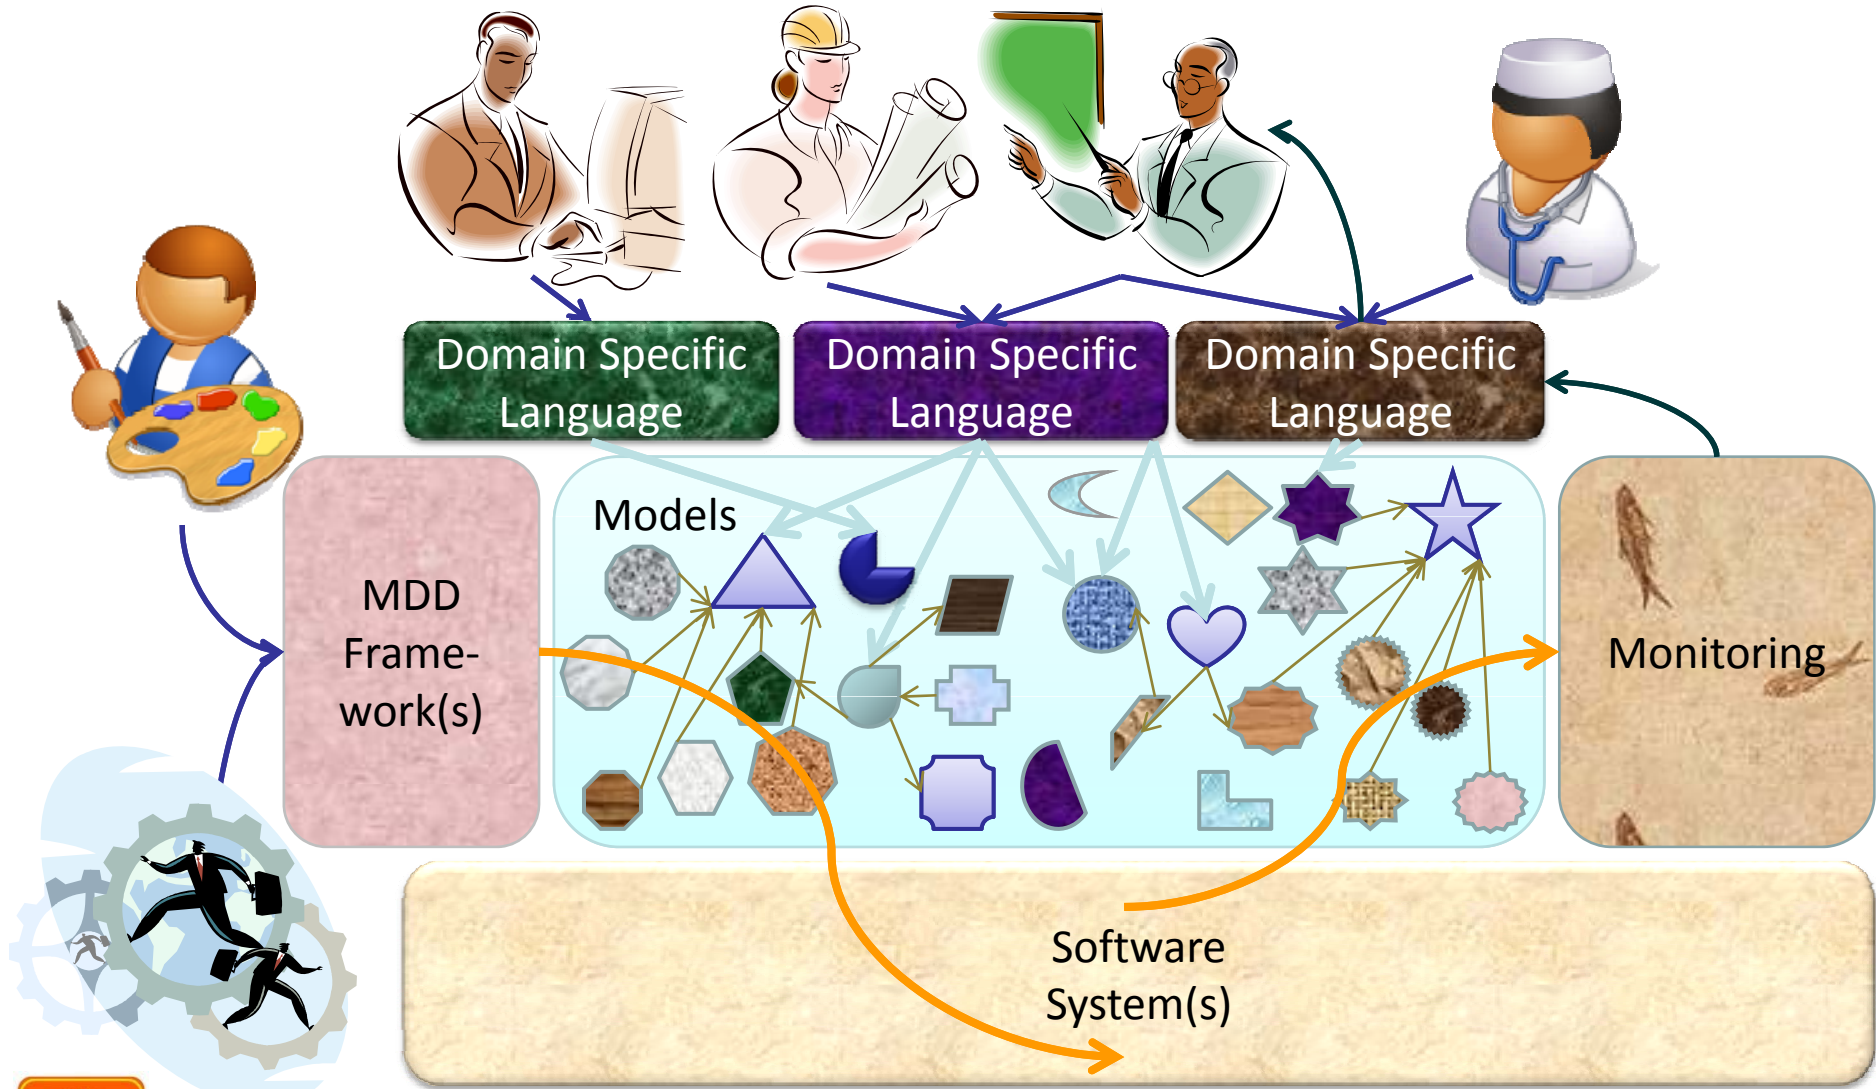 Domain Specific
Language
Domain Specific
Language
Domain Specific
Language
Models
MDD
Frame-
work(s)
Monitoring
Software
System(s)